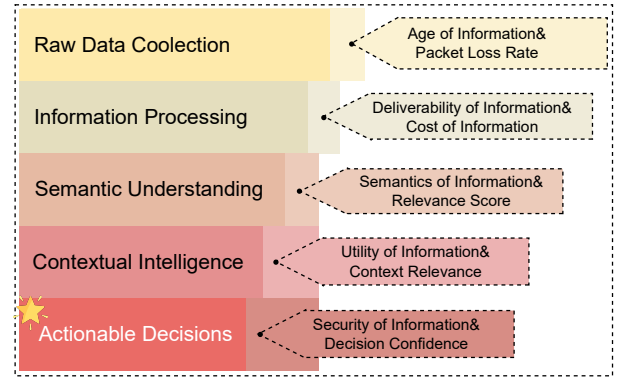 Raw Data Coolection
Age of Information&
Packet Loss Rate
Information Processing
Deliverability of Information&
Cost of Information
Semantic Understanding
Semantics of Information&
Relevance Score
Contextual Intelligence
Utility of Information&
Context Relevance
Actionable Decisions
Security of Information&
Decision Confidence